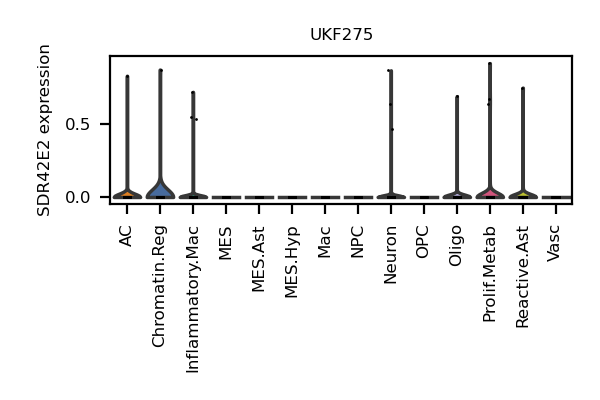 UKF275
SDR42E2 expression
0.5
0.0
AC
Chromatin.Reg
Inflammatory.Mac
MES
MES.Ast
MES.Hyp
Mac
NPC
Neuron
OPC
Oligo
Prolif.Metab
Reactive.Ast
Vasc